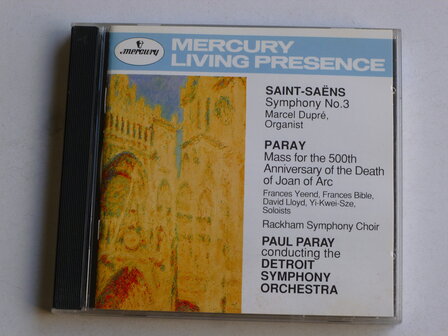 mercury
MERCURY
LIVING PRESENCE
SAINT-SAËNS
Symphony No.3
Marcel Dupré,
Organist
PARAY
Mass for the 500th
Anniversary of the Death
of Joan of Arc
Frances Yeend, Frances Bible,
David Lloyd, Yi-Kwei-Sze,
Soloists
Rackham Symphony Choir
PAUL PARAY
conducting the
DETROIT
SYMPHONY
ORCHESTRA